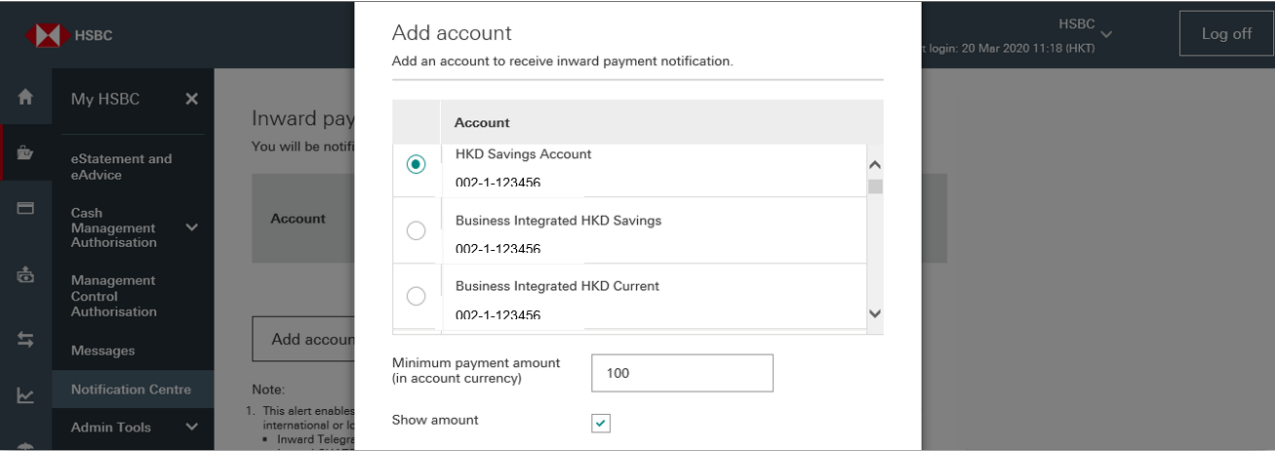 HSBC
Add account
HSBC
Log off
login: 20 Mar 2020 11:18 (HKT)
Add an account to receive inward payment notification.
My HSBC
Inward pay
You will be notifi
Account
eStatement and
eAdvice
HKD Savings Account
002-1-123456
Cash
Management
Authorisation
Account
Business Integrated HKD Savings
002-1-123456
Management
Control
Authorisation
Business Integrated HKD Current
002-1-123456
Messages
Add accoun
Minimum payment amount
(in account currency)
100
Notification Centre
Note:
1. This alert enables
international or lo
Admin Tools
Show amount
▪ Inward Telegra